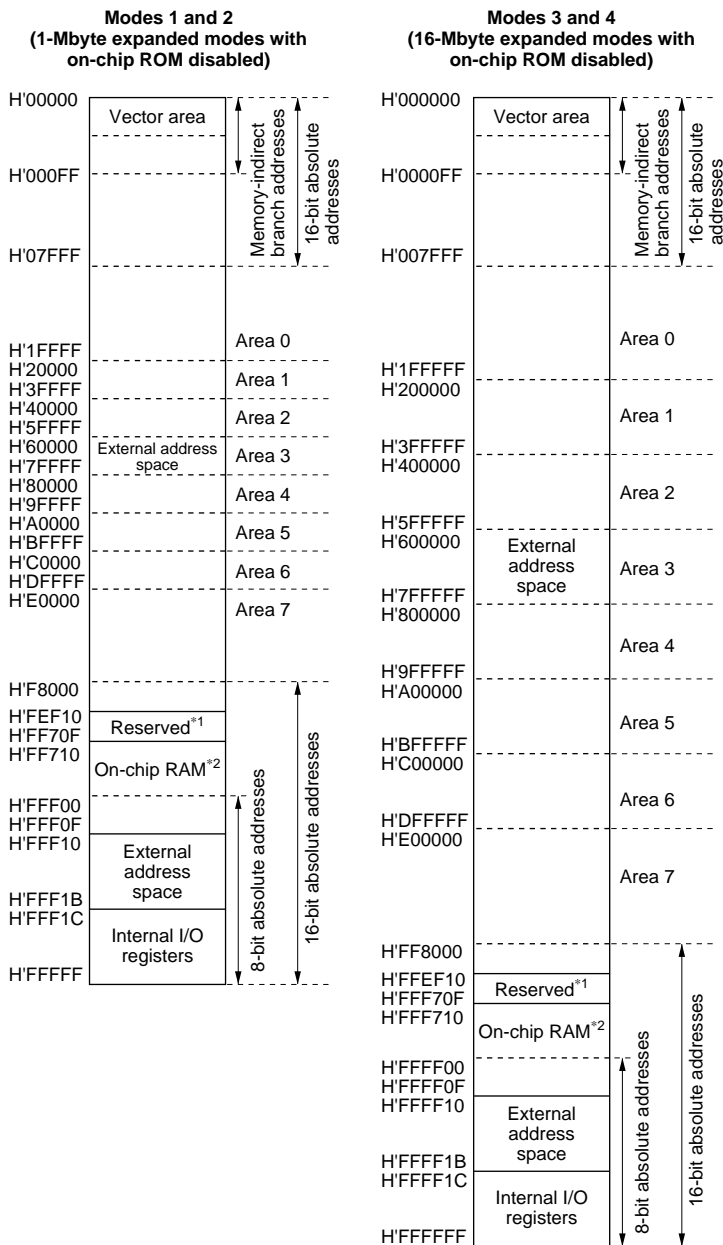 Modes 1 and 2
(1-Mbyte expanded modes with
on-chip ROM disabled)
H'00000
Vector area
H'000FF
H'07FFF
Memory-indirect
branch addresses
16-bit absolute
addresses
H'1FFFF
Area 0
H'20000
H'3FFFF
Area 1
H'40000
H'5FFFF
Area 2
H'60000
H'7FFFF
External address
space
Area 3
H'80000
H'9FFFF
Area 4
H'A0000
H'BFFFF
Area 5
H'C0000
H'DFFFF
Area 6
H'E0000
Area 7
H'F8000
H'FEF10
Reserved*1
H'FF70F
H'FF710
On-chip RAM*2
H'FFF00
H'FFF0F
H'FFF10
External
address
space
H'FFF1B
H'FFF1C
Internal I/O
registers
H'FFFFF
8-bit absolute addresses
16-bit absolute addresses
Modes 3 and 4
(16-Mbyte expanded modes with
on-chip ROM disabled)
H'000000
Vector area
H'0000FF
H'007FFF
Memory-indirect
branch addresses
16-bit absolute
addresses
Area 0
H'1FFFFF
H'200000
Area 1
H'3FFFFF
H'400000
Area 2
H'5FFFFF
H'600000
External
address
space
Area 3
H'7FFFFF
H'800000
Area 4
H'9FFFFF
H'A00000
Area 5
H'BFFFFF
H'C00000
Area 6
H'DFFFFF
H'E00000
Area 7
H'FF8000
H'FFEF10
Reserved*1
H'FFF70F
H'FFF710
On-chip RAM*2
H'FFFF00
H'FFFF0F
H'FFFF10
External
address
space
H'FFFF1B
H'FFFF1C
Internal I/O
registers
H'FFFFFF
8-bit absolute addresses
16-bit absolute addresses